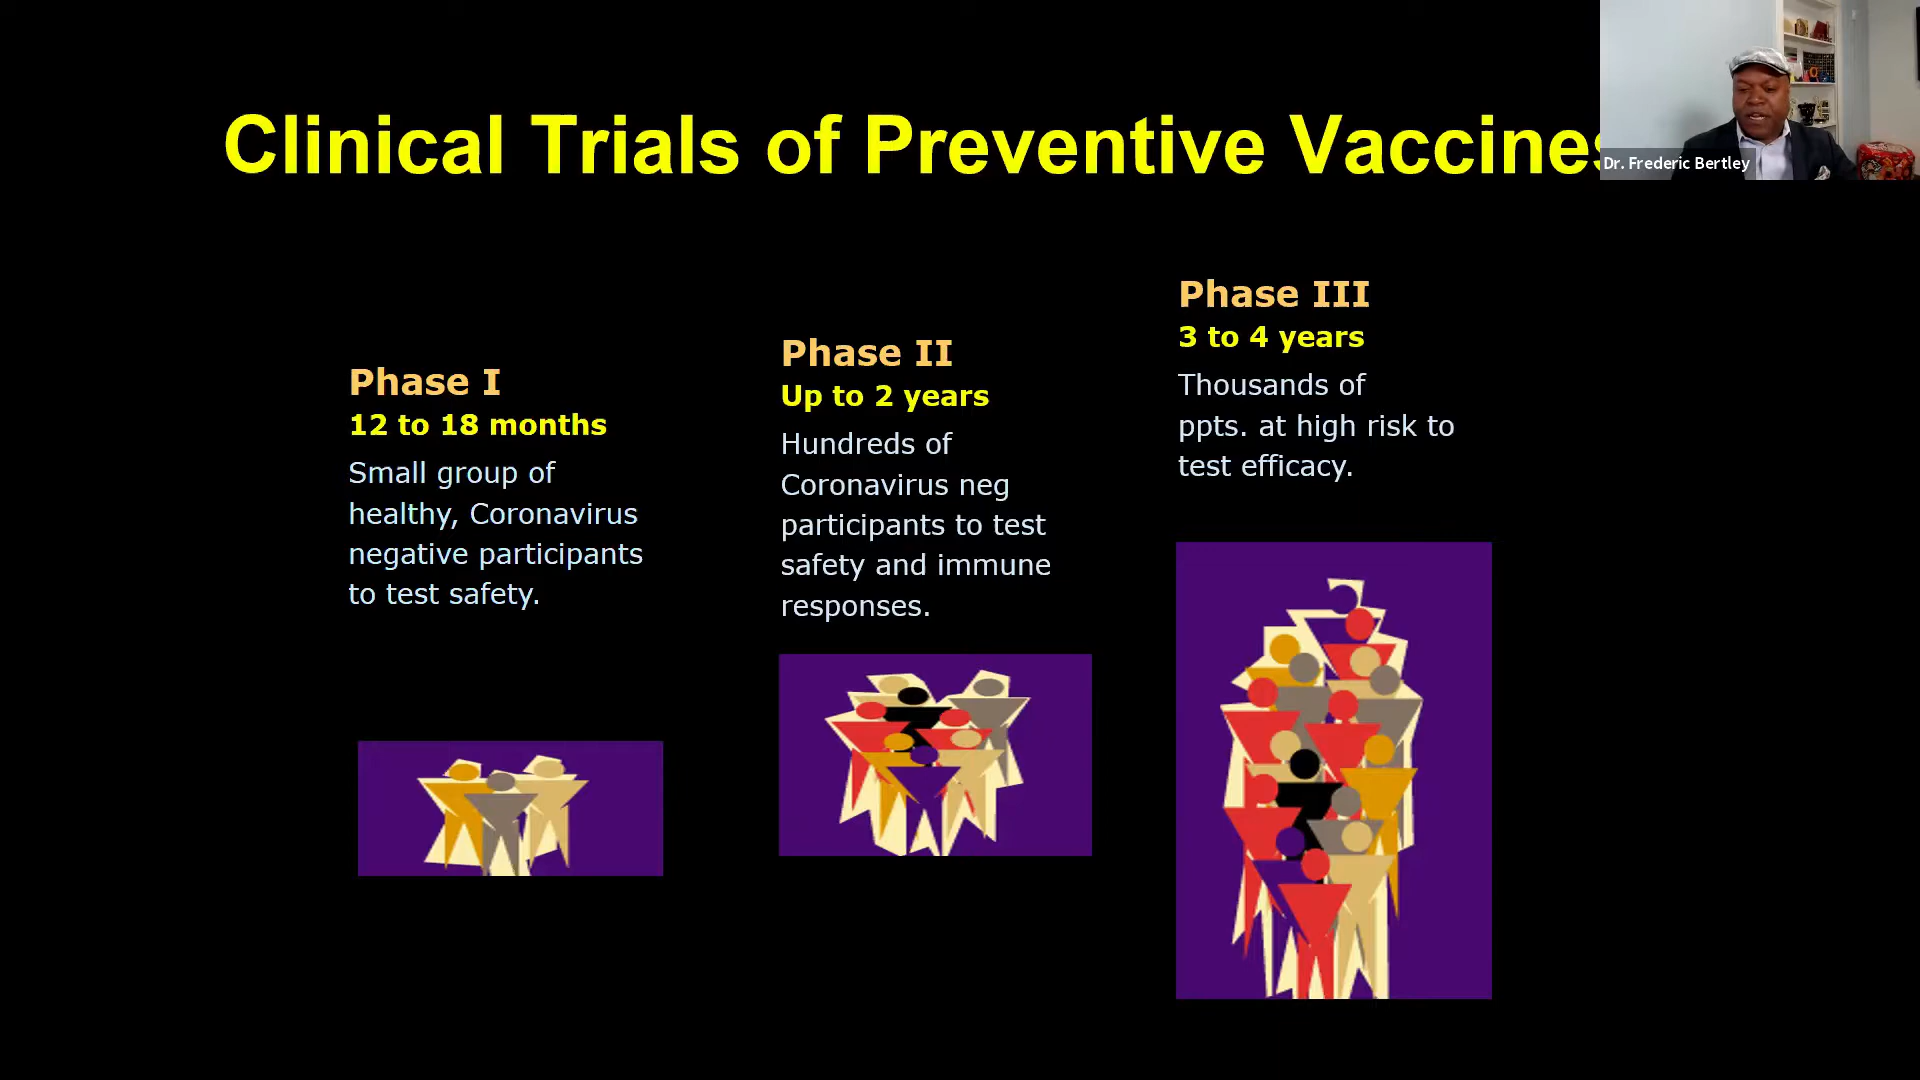 Clinical Trials of Preventive Vaccines
Dr. Frederic Bertley
Phase I
12 to 18 months
Small group of
healthy, Coronavirus
negative participants
to test safety.
Phase II
Up to 2 years
Hundreds of
Coronavirus neg
participants to test
safety and immune
responses.
Phase III
3 to 4 years
Thousands of
ppts. at high risk to
test efficacy.